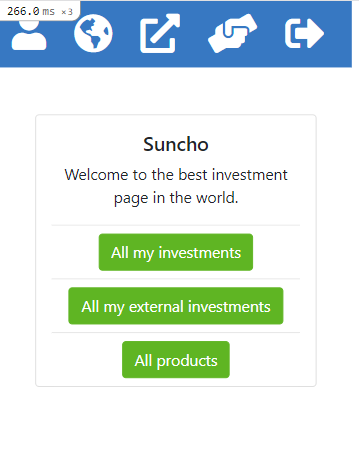 266.0 ms ×3
Suncho
Welcome to the best investment
page in the world.
All my investments
All my external investments
All products